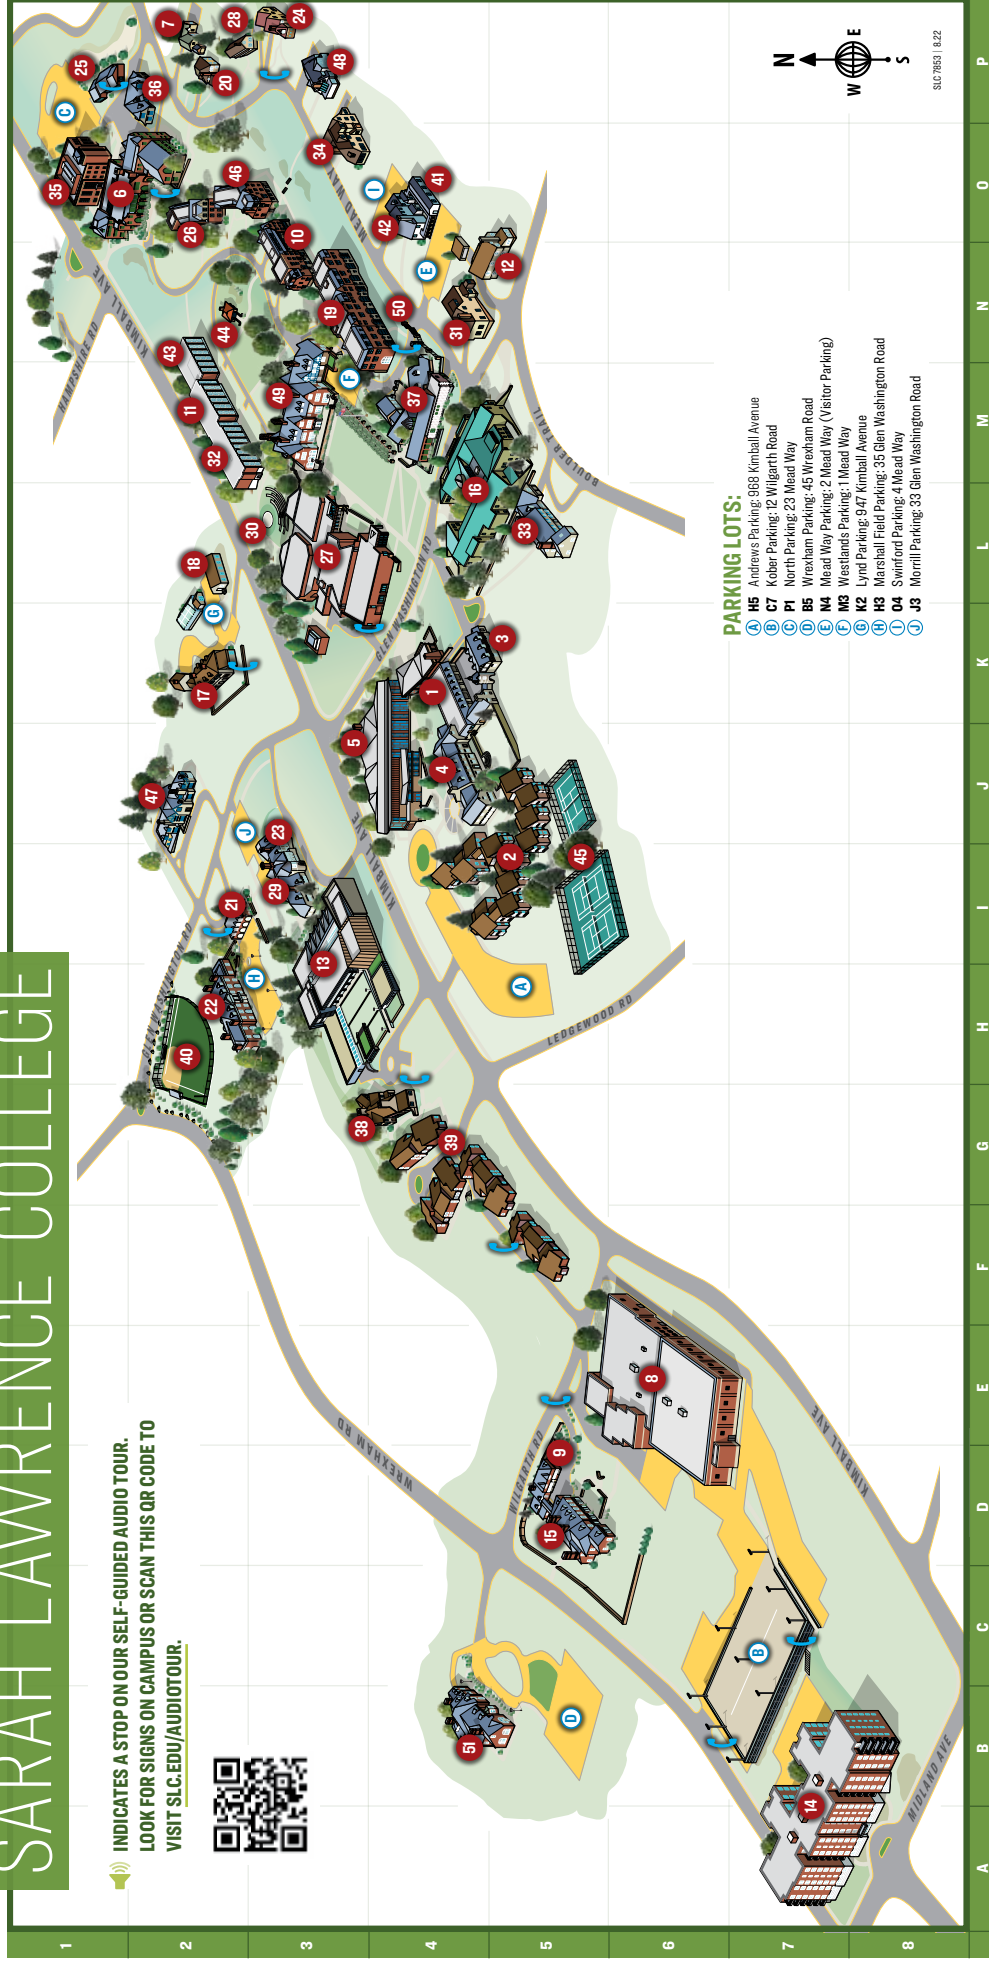 SARAH LAWRENCE COLLEGE
INDICATES A STOP ON OUR SELF-GUIDED AUDIO TOUR.
LOOK FOR SIGNS ON CAMPUS OR SCAN THIS QR CODE TO
VISIT SLC.EDU/AUDIOTOUR.
1
2
3
4
5
6
7
8
A
B
C
D
E
F
G
H
I
J
K
L
M
N
O
P
GLEN WASHINGTON RD
HAMPSHIRE RD
KIMBALL AVE
MEAD WAY
WREXHAM RD
WILGARTH RD
KIMBALL AVE
GLEN WASHINGTON RD
LEDGEWOOD RD
BOULDER TRAIL
KIMBALL AVE
MIDLAND AVE
40
22
H
21
47
J
23
29
13
17
G
18
30
27
32
11
43
44
49
F
19
10
26
46
6
35
C
25
36
7
28
24
20
48
34
I
42
41
E
12
31
50
37
16
33
5
1
3
4
2
45
A
38
39
8
9
15
51
D
B
14
PARKING LOTS:
A H5 Andrews Parking: 968 Kimball Avenue
B C7 Kober Parking: 12 Wilgarth Road
C P1 North Parking: 23 Mead Way
D B5 Wrexham Parking: 45 Wrexham Road
E N4 Mead Way Parking: 2 Mead Way (Visitor Parking)
F M3 Westlands Parking: 1 Mead Way
G K2 Lynd Parking: 947 Kimball Avenue
H H3 Marshall Field Parking: 35 Glen Washington Road
I O4 Swinford Parking: 4 Mead Way
J J3 Morrill Parking: 33 Glen Washington Road
N
W E
S
SLC 7853 | 8.22